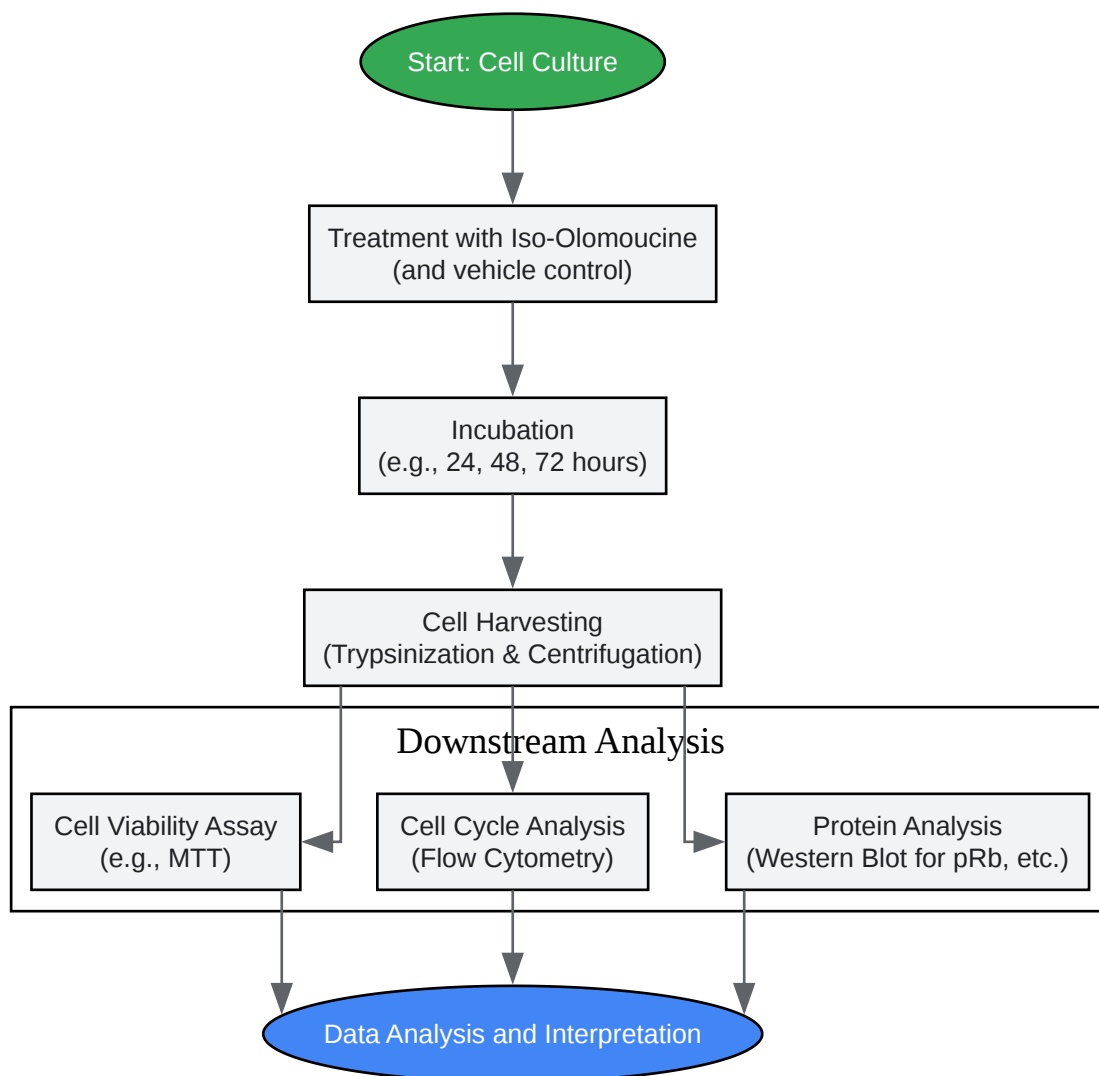 Start: Cell Culture
Treatment with Iso-Olomoucine
(and vehicle control)
Incubation
(e.g., 24, 48, 72 hours)
Cell Harvesting
(Trypsinization & Centrifugation)
Downstream Analysis
Cell Viability Assay
(e.g., MTT)
Cell Cycle Analysis
(Flow Cytometry)
Protein Analysis
(Western Blot for pRb, etc.)
Data Analysis and Interpretation